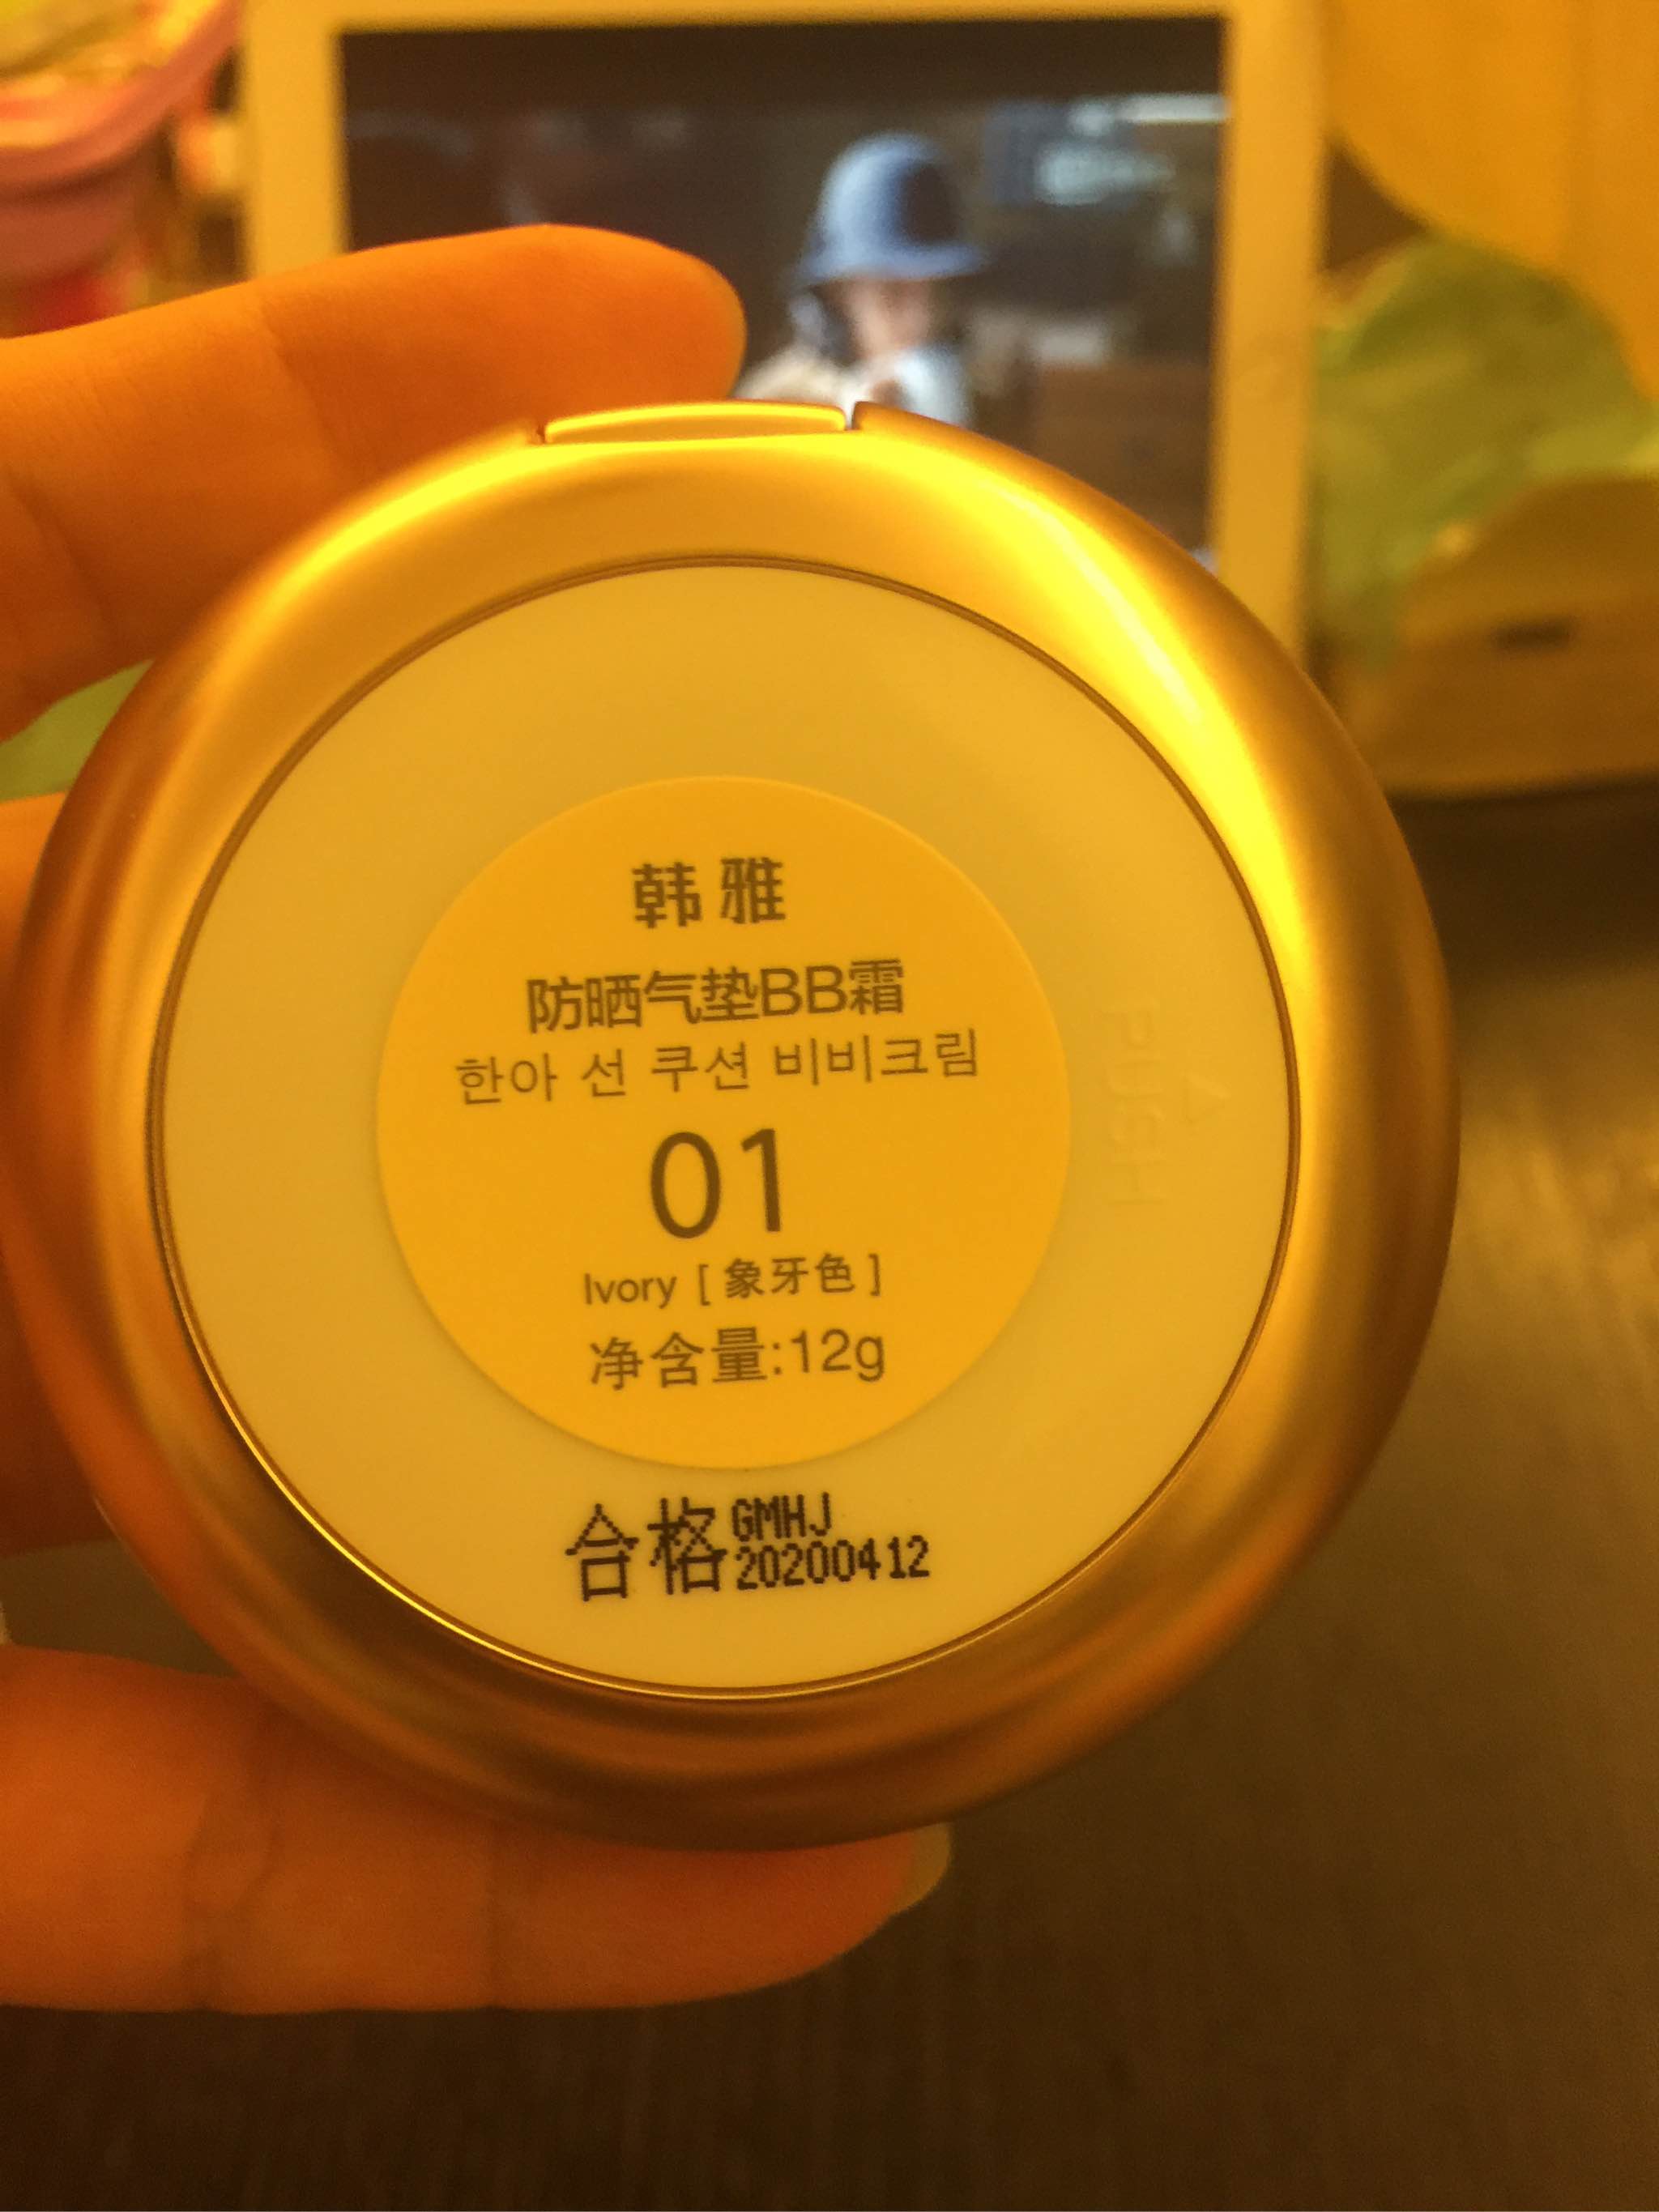 韩雅
防晒气垫BB霜
한아 선 쿠션 비비크림
01
Ivory [ 象牙色 ]
净含量:12g
PUSH
合格 GMHJ
20200412